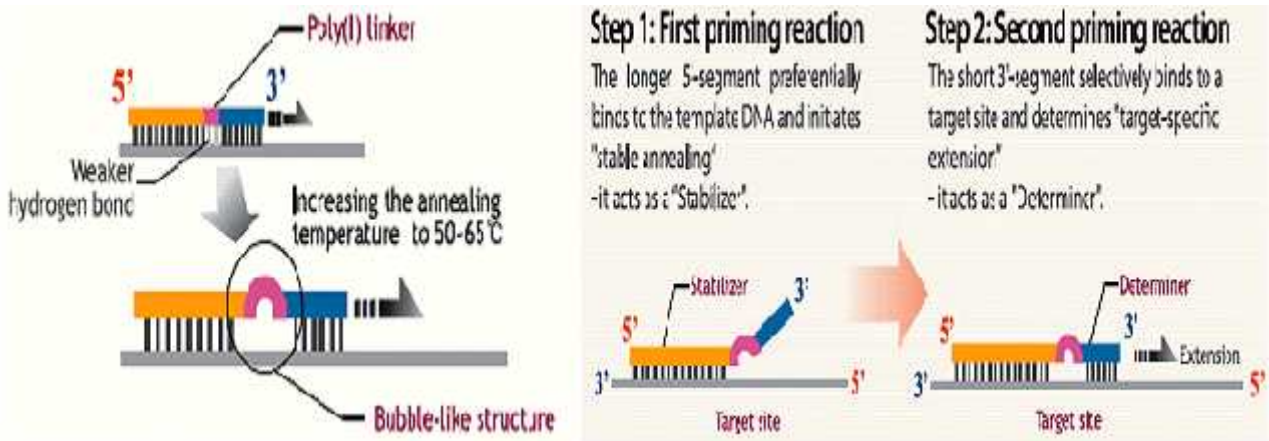 Poly(I) linker
5'
3'
Weaker
hydrogen bond
Increasing the annealing
temperature to 50-65℃
Bubble-like structure
Step 1: First priming reaction
The longer 5-segment preferentially
binds to the template DNA and initiates
"stable annealing"
- it acts as a "Stabilizer".
Stabilizer
3'
5'
3'
5'
Target site
Step 2: Second priming reaction
The short 3'-segment selectively binds to a
target site and determines "target-specific
extension"
- it acts as a "Determiner".
Determiner
5'
3'
Extension
3'
5'
Target site